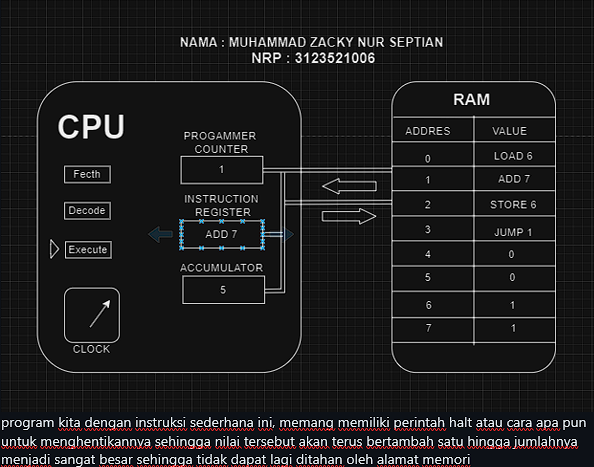 NAMA : MUHAMMAD ZACKY NUR SEPTIAN
NRP : 3123521006
CPU
Fecth
Decode
Execute
CLOCK
PROGAMMER
COUNTER
1
INSTRUCTION
REGISTER
ADD 7
ACCUMULATOR
5
RAM
ADDRES VALUE
0 LOAD 6
1 ADD 7
2 STORE 6
3 JUMP 1
4 0
5 0
6 1
7 1
program kita dengan instruksi sederhana ini, memang memiliki perintah halt atau cara apa pun
untuk menghentikannya sehingga nilai tersebut akan terus bertambah satu hingga jumlahnya
menjadi sangat besar sehingga tidak dapat lagi ditahan oleh alamat memori